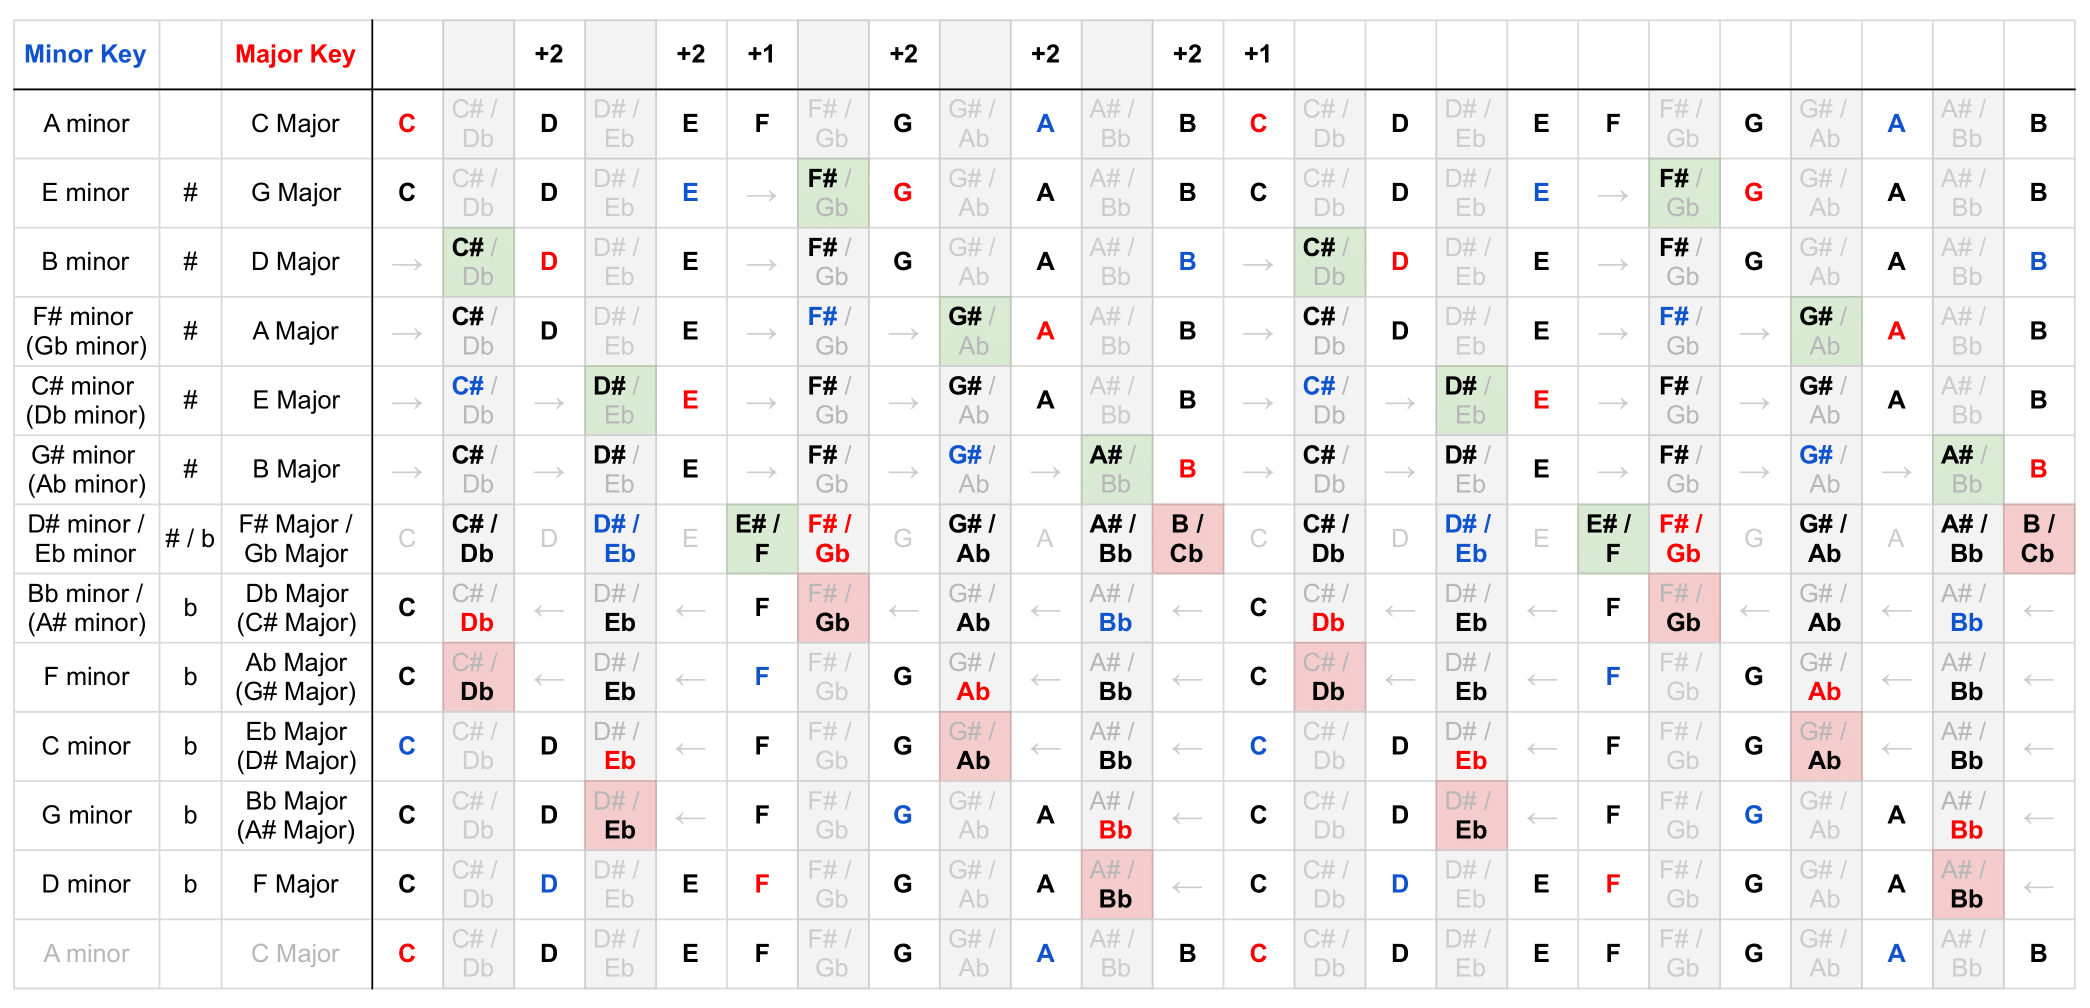 Minor Key Major Key +2 +2 +1 +2 +2 +2 +1
A minor C Major C C# / Db D D# / Eb E F F# / Gb G G# / Ab A A# / Bb B C C# / Db D D# / Eb E F F# / Gb G G# / Ab A A# / Bb B
E minor # G Major C C# / Db D D# / Eb E → F# / Gb G G# / Ab A A# / Bb B C C# / Db D D# / Eb E → F# / Gb G G# / Ab A A# / Bb B
B minor # D Major → C# / Db D D# / Eb E → F# / Gb G G# / Ab A A# / Bb B → C# / Db D D# / Eb E → F# / Gb G G# / Ab A A# / Bb B
F# minor (Gb minor) # A Major → C# / Db D D# / Eb E → F# / Gb → G# / Ab A A# / Bb B → C# / Db D D# / Eb E → F# / Gb → G# / Ab A A# / Bb B
C# minor (Db minor) # E Major → C# / Db → D# / Eb E → F# / Gb → G# / Ab A A# / Bb B → C# / Db → D# / Eb E → F# / Gb → G# / Ab A A# / Bb B
G# minor (Ab minor) # B Major → C# / Db → D# / Eb E → F# / Gb → G# / Ab → A# / Bb B → C# / Db → D# / Eb E → F# / Gb → G# / Ab → A# / Bb B
D# minor / Eb minor # / b F# Major / Gb Major C C# / Db D D# / Eb E E# / F F# / Gb G G# / Ab A A# / Bb B / Cb C C# / Db D D# / Eb E E# / F F# / Gb G G# / Ab A A# / Bb B / Cb
Bb minor / (A# minor) b Db Major (C# Major) C C# / Db ← D# / Eb ← F F# / Gb ← G# / Ab ← A# / Bb ← C C# / Db ← D# / Eb ← F F# / Gb ← G# / Ab ← A# / Bb ←
F minor b Ab Major (G# Major) C C# / Db ← D# / Eb ← F F# / Gb G G# / Ab ← A# / Bb ← C C# / Db ← D# / Eb ← F F# / Gb G G# / Ab ← A# / Bb ←
C minor b Eb Major (D# Major) C C# / Db D D# / Eb ← F F# / Gb G G# / Ab ← A# / Bb ← C C# / Db D D# / Eb ← F F# / Gb G G# / Ab ← A# / Bb ←
G minor b Bb Major (A# Major) C C# / Db D D# / Eb ← F F# / Gb G G# / Ab A A# / Bb ← C C# / Db D D# / Eb ← F F# / Gb G G# / Ab A A# / Bb ←
D minor b F Major C C# / Db D D# / Eb E F F# / Gb G G# / Ab A A# / Bb ← C C# / Db D D# / Eb E F F# / Gb G G# / Ab A A# / Bb ←
A minor C Major C C# / Db D D# / Eb E F F# / Gb G G# / Ab A A# / Bb B C C# / Db D D# / Eb E F F# / Gb G G# / Ab A A# / Bb B